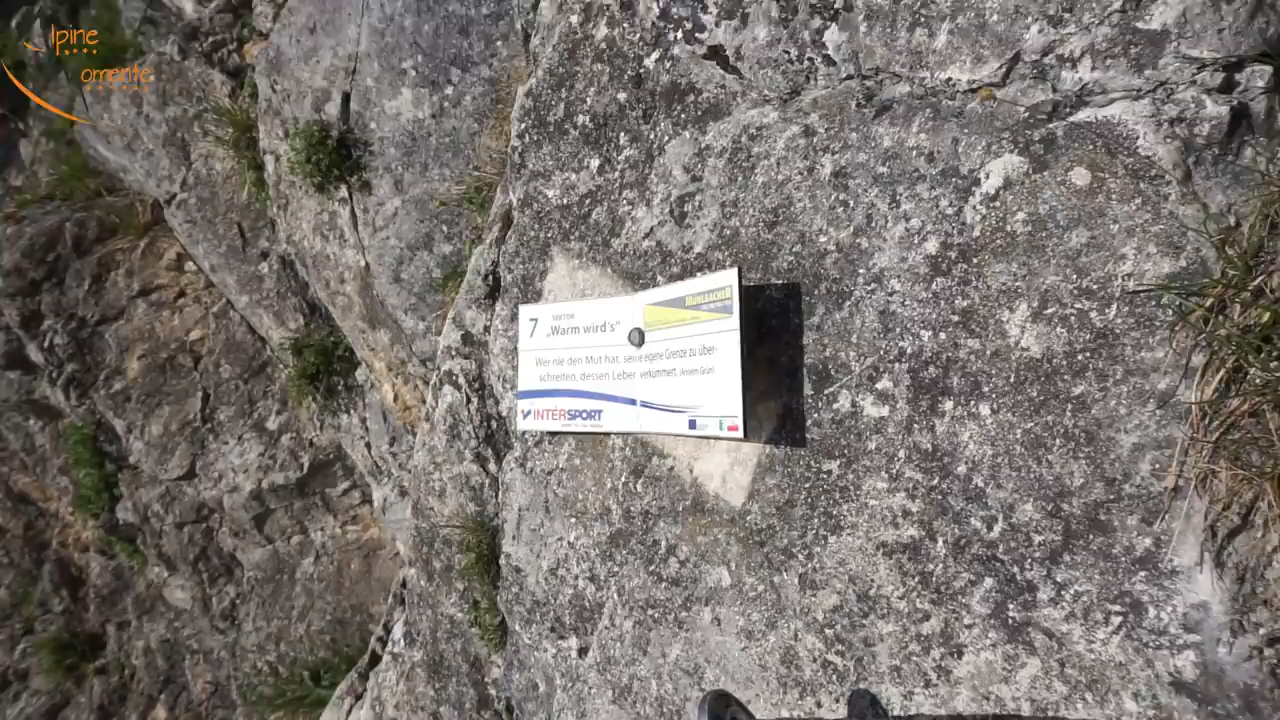 lpine
omente
SEKTOR
7 „Warm wird's"
MÜHLBACHER
Wer nie den Mut hat, seine eigene Grenze zu über-
schreiten, dessen Leben verkümmert. (Anselm Grün)
INTERSPORT